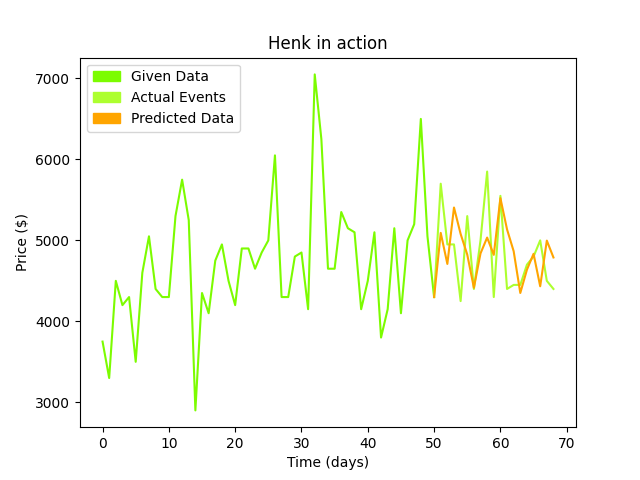 Henk in action
Given Data
Actual Events
Predicted Data
Price ($)
7000
6000
5000
4000
3000
0 10 20 30 40 50 60 70
Time (days)